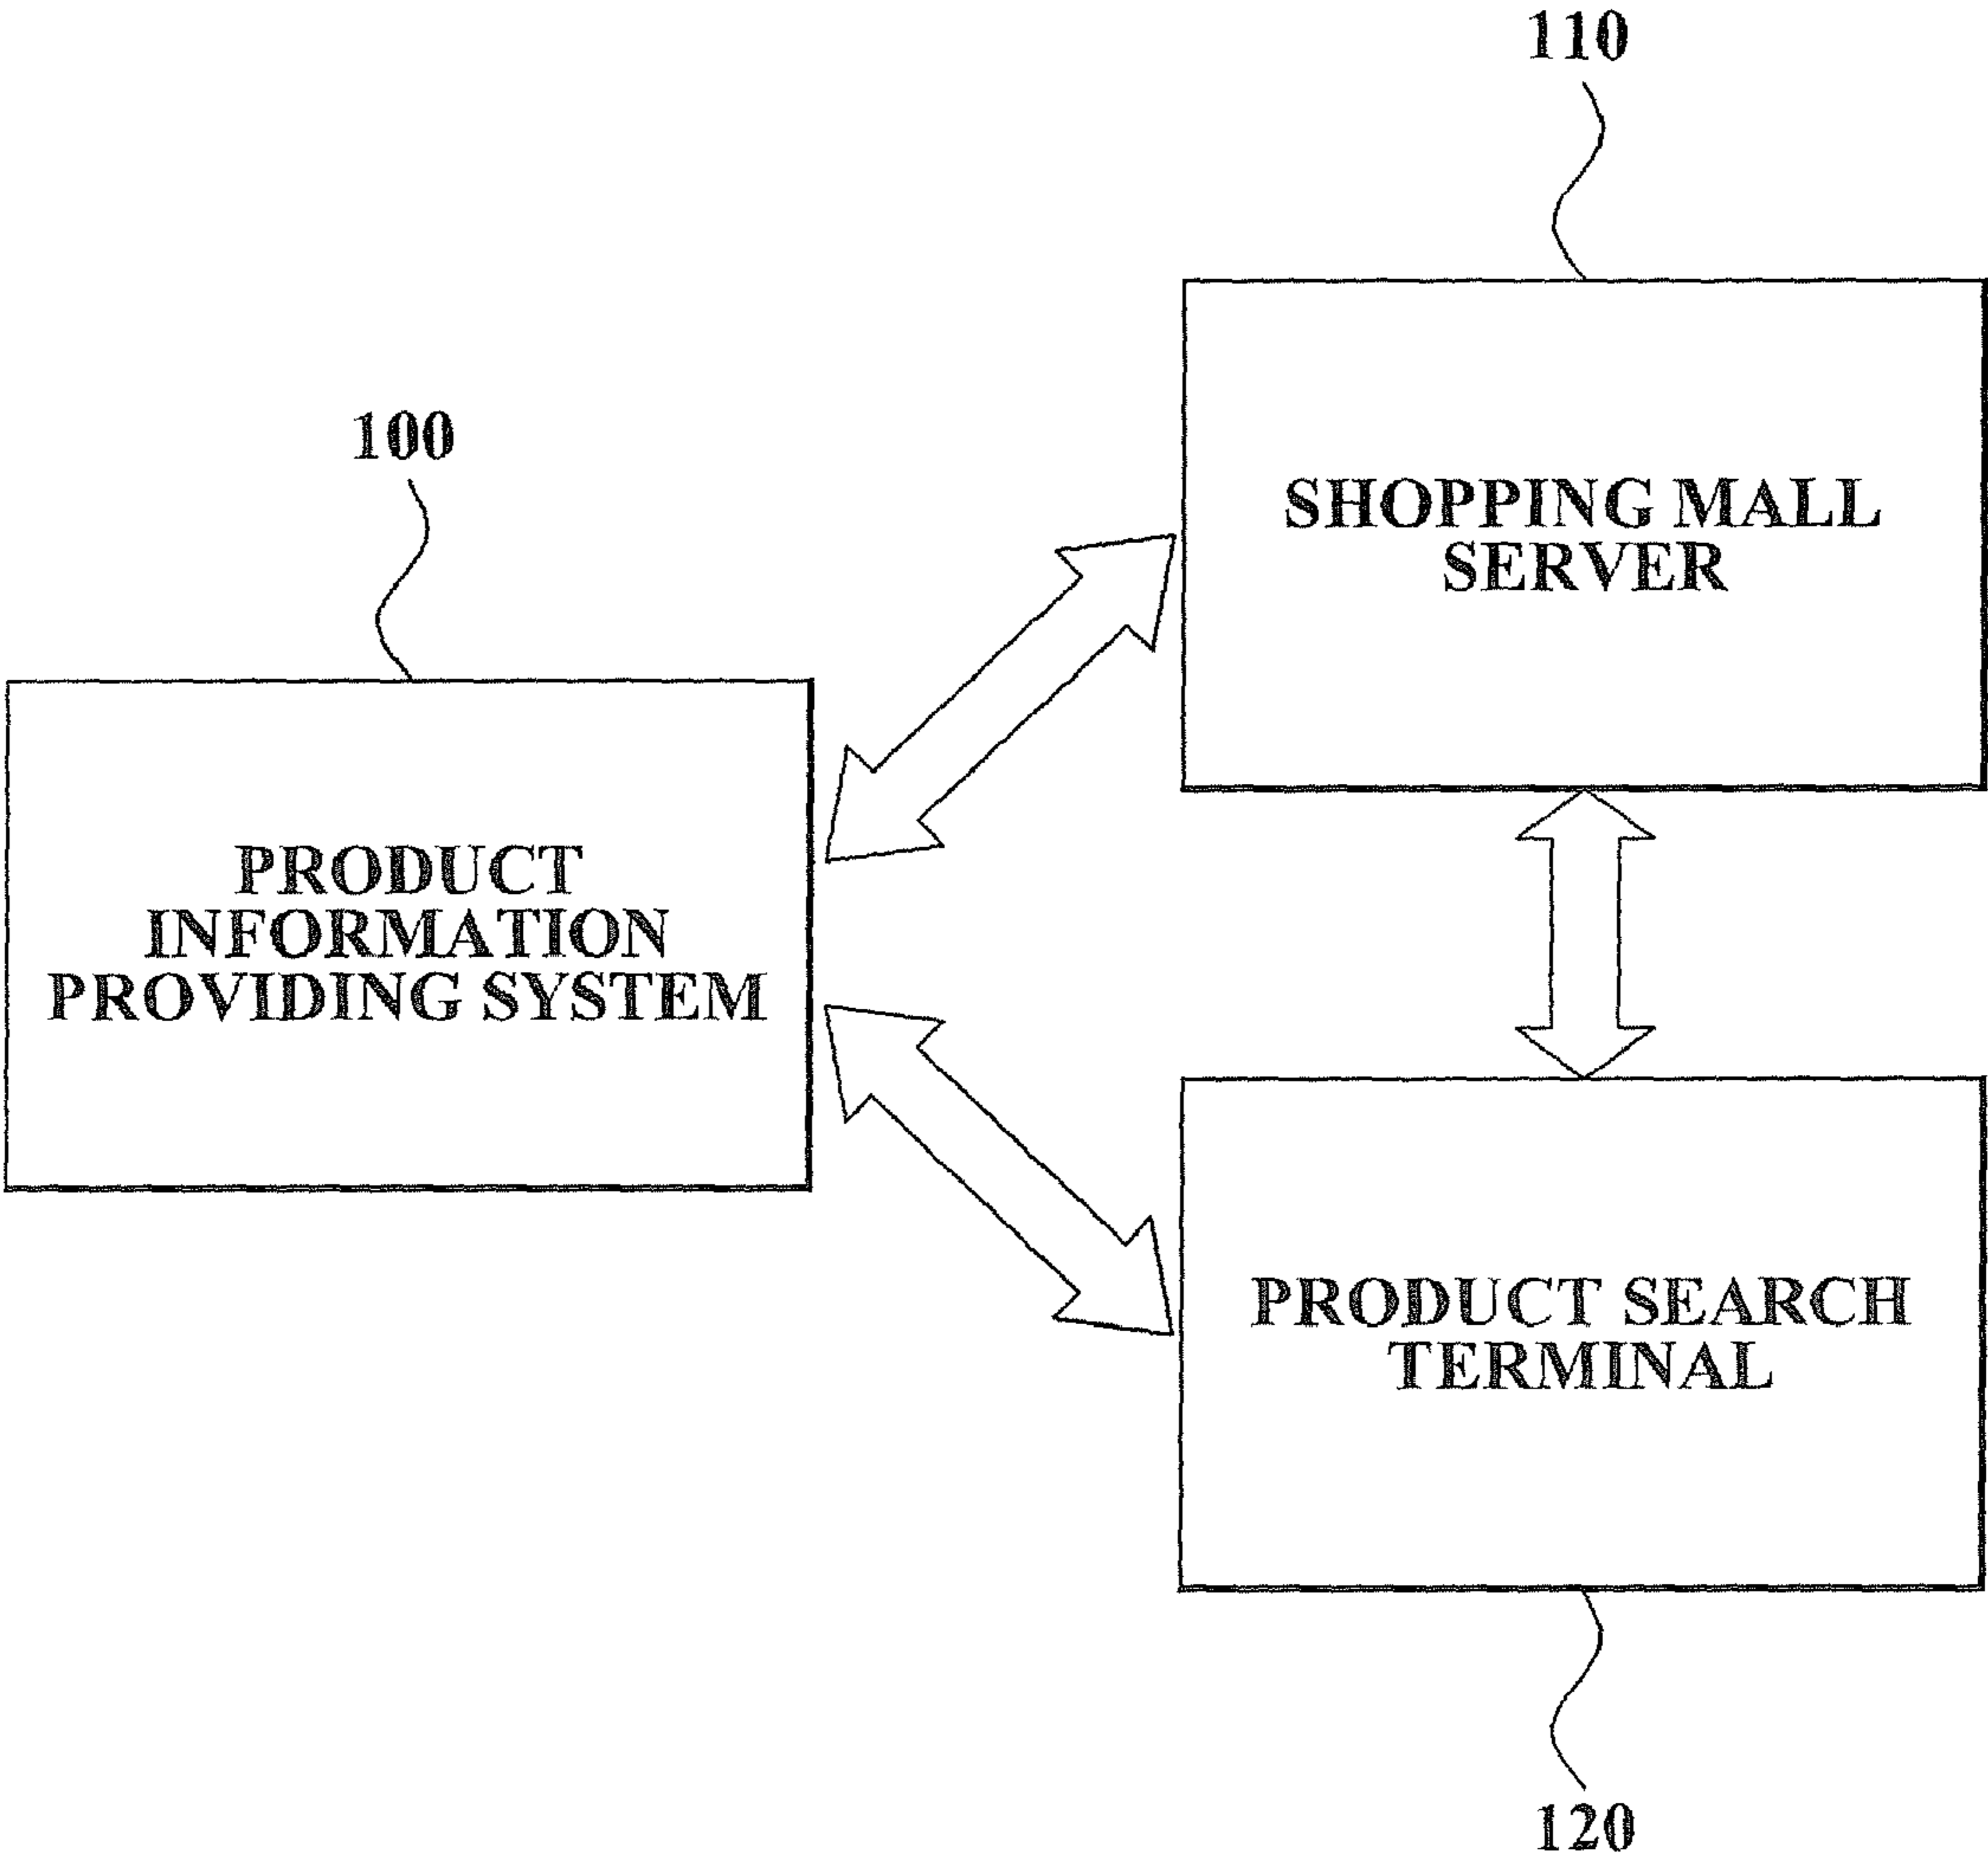 110
SHOPPING MALL
SERVER
100
PRODUCT
INFORMATION
PROVIDING SYSTEM
PRODUCT SEARCH
TERMINAL
120